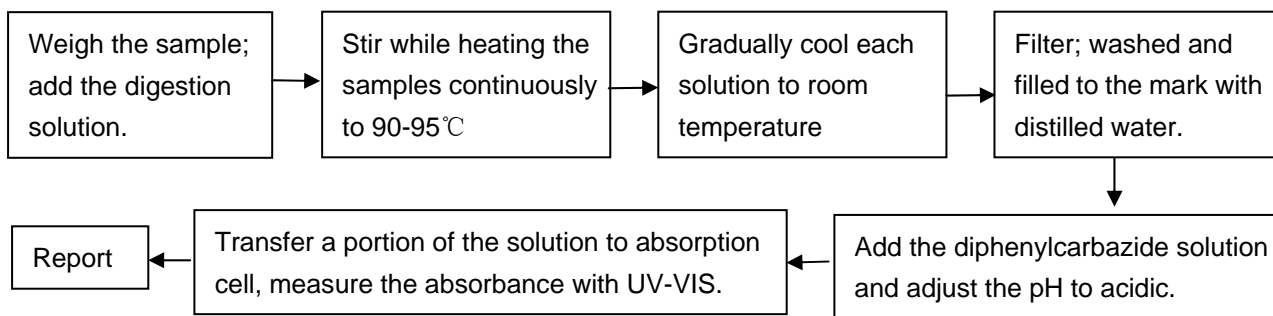 Weigh the sample;
add the digestion
solution.
Stir while heating the
samples continuously
to 90-95℃
Gradually cool each
solution to room
temperature
Filter; washed and
filled to the mark with
distilled water.
Add the diphenylcarbazide solution
and adjust the pH to acidic.
Transfer a portion of the solution to absorption
cell, measure the absorbance with UV-VIS.
Report